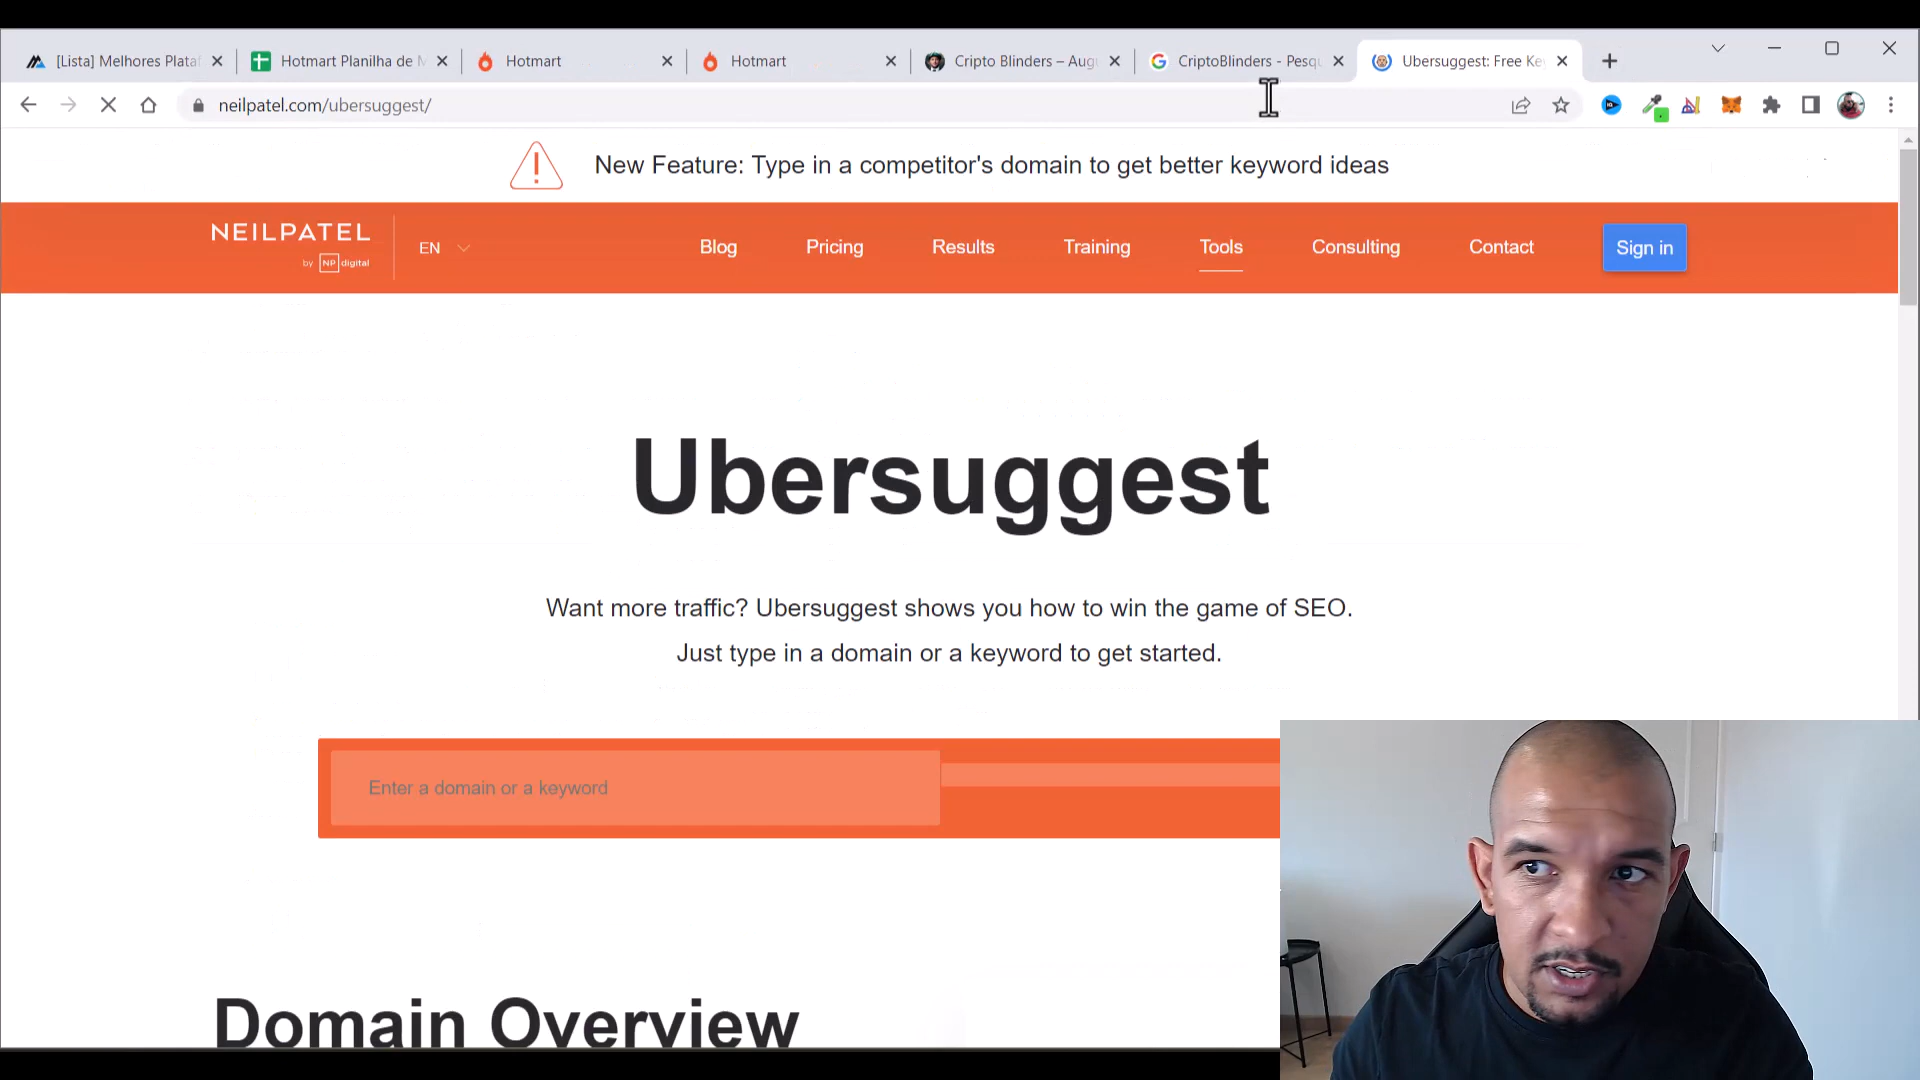 [Lista] Melhores Plata
Hotmart Planilha de M
Hotmart
Hotmart
Cripto Blinders – Aug
CriptoBlinders - Pesqu
Ubersuggest: Free Ke
neilpatel.com/ubersuggest/
New Feature: Type in a competitor's domain to get better keyword ideas
NEILPATEL
by NP digital
EN
Blog
Pricing
Results
Training
Tools
Consulting
Contact
Sign in
Ubersuggest
Want more traffic? Ubersuggest shows you how to win the game of SEO.
Just type in a domain or a keyword to get started.
Enter a domain or a keyword
Domain Overview